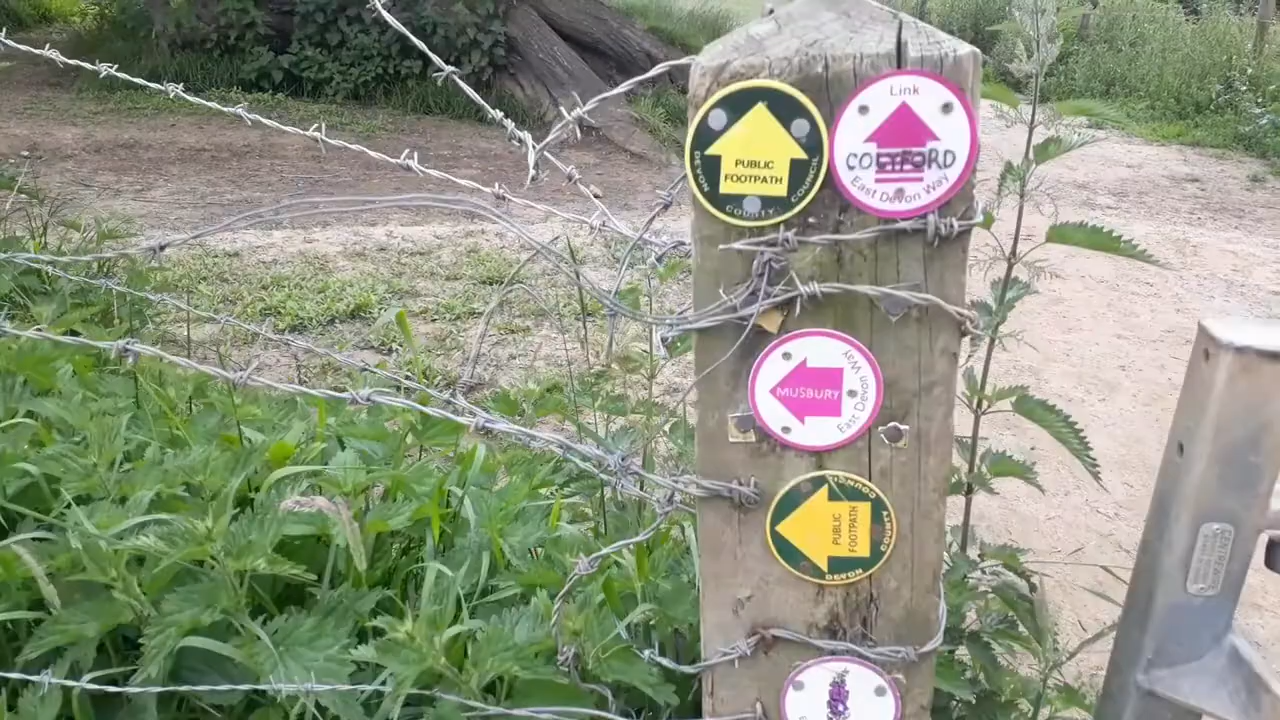 PUBLIC
FOOTPATH
DEVON COUNTY COUNCIL
Link
COLYFORD
East Devon Way
MUSBURY
East Devon Way
PUBLIC
FOOTPATH
DEVON COUNTY COUNCIL